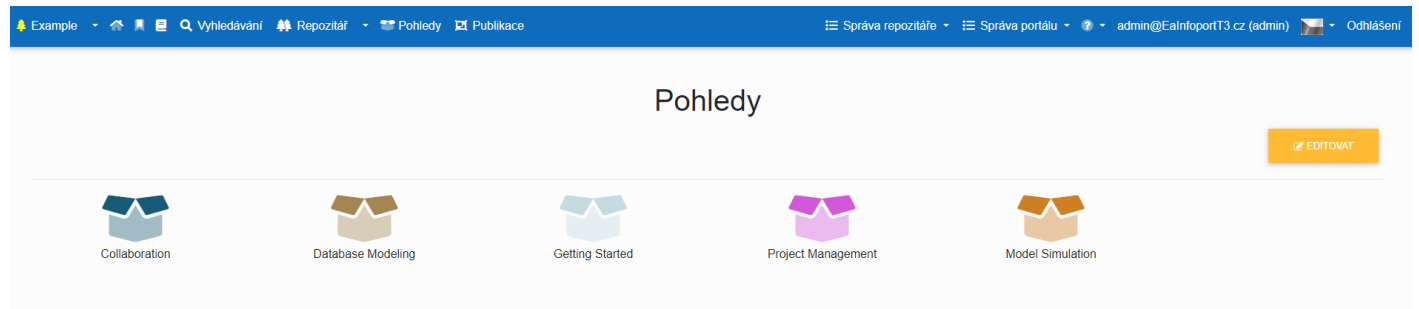 Example Vyhledávání Repozitář Pohledy Publikace Správa repozitáře Správa portálu admin@EaInfoportT3.cz (admin) Odhlášení
Pohledy
EDITOVAT
Collaboration Database Modeling Getting Started Project Management Model Simulation